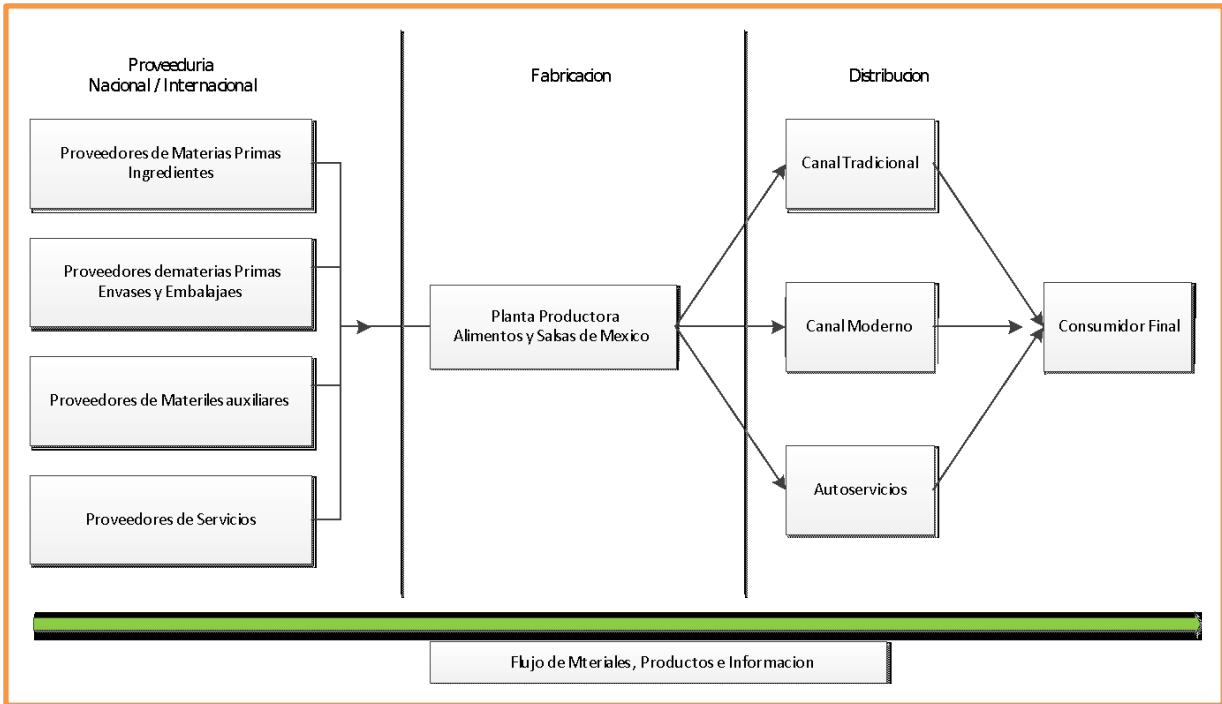 Proveeduria
Nacional / Internacional
Fabricacion
Distribucion
Proveedores de Materias Primas
Ingredientes
Proveedores dematerias Primas
Envases y Embalajaes
Proveedores de Materiles auxiliares
Proveedores de Servicios
Planta Productora
Alimentos y Salsas de Mexico
Canal Tradicional
Canal Moderno
Autoservicios
Consumidor Final
Flujo de Mteriales, Productos e Informacion